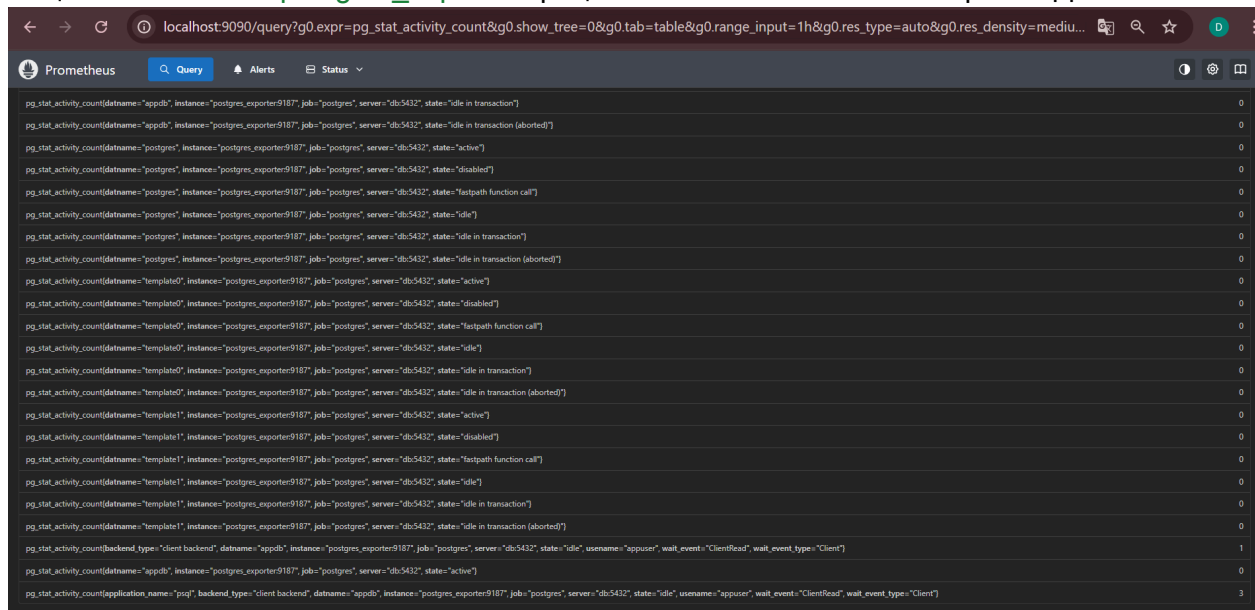 localhost:9090/query?g0.expr=pg_stat_activity_count&g0.show_tree=0&g0.tab=table&g0.range_input=1h&g0.res_type=auto&g0.res_density=mediu... D
Prometheus Query Alerts Status
pg_stat_activity_count{datname="appdb", instance="postgres_exporter:9187", job="postgres", server="db:5432", state="idle in transaction"} 0
pg_stat_activity_count{datname="appdb", instance="postgres_exporter:9187", job="postgres", server="db:5432", state="idle in transaction (aborted)"} 0
pg_stat_activity_count{datname="postgres", instance="postgres_exporter:9187", job="postgres", server="db:5432", state="active"} 0
pg_stat_activity_count{datname="postgres", instance="postgres_exporter:9187", job="postgres", server="db:5432", state="disabled"} 0
pg_stat_activity_count{datname="postgres", instance="postgres_exporter:9187", job="postgres", server="db:5432", state="fastpath function call"} 0
pg_stat_activity_count{datname="postgres", instance="postgres_exporter:9187", job="postgres", server="db:5432", state="idle"} 0
pg_stat_activity_count{datname="postgres", instance="postgres_exporter:9187", job="postgres", server="db:5432", state="idle in transaction"} 0
pg_stat_activity_count{datname="postgres", instance="postgres_exporter:9187", job="postgres", server="db:5432", state="idle in transaction (aborted)"} 0
pg_stat_activity_count{datname="template0", instance="postgres_exporter:9187", job="postgres", server="db:5432", state="active"} 0
pg_stat_activity_count{datname="template0", instance="postgres_exporter:9187", job="postgres", server="db:5432", state="disabled"} 0
pg_stat_activity_count{datname="template0", instance="postgres_exporter:9187", job="postgres", server="db:5432", state="fastpath function call"} 0
pg_stat_activity_count{datname="template0", instance="postgres_exporter:9187", job="postgres", server="db:5432", state="idle"} 0
pg_stat_activity_count{datname="template0", instance="postgres_exporter:9187", job="postgres", server="db:5432", state="idle in transaction"} 0
pg_stat_activity_count{datname="template0", instance="postgres_exporter:9187", job="postgres", server="db:5432", state="idle in transaction (aborted)"} 0
pg_stat_activity_count{datname="template1", instance="postgres_exporter:9187", job="postgres", server="db:5432", state="active"} 0
pg_stat_activity_count{datname="template1", instance="postgres_exporter:9187", job="postgres", server="db:5432", state="disabled"} 0
pg_stat_activity_count{datname="template1", instance="postgres_exporter:9187", job="postgres", server="db:5432", state="fastpath function call"} 0
pg_stat_activity_count{datname="template1", instance="postgres_exporter:9187", job="postgres", server="db:5432", state="idle"} 0
pg_stat_activity_count{datname="template1", instance="postgres_exporter:9187", job="postgres", server="db:5432", state="idle in transaction"} 0
pg_stat_activity_count{datname="template1", instance="postgres_exporter:9187", job="postgres", server="db:5432", state="idle in transaction (aborted)"} 0
pg_stat_activity_count{backend_type="client backend", datname="appdb", instance="postgres_exporter:9187", job="postgres", server="db:5432", state="idle", usename="appuser", wait_event="ClientRead", wait_event_type="Client"} 1
pg_stat_activity_count{datname="appdb", instance="postgres_exporter:9187", job="postgres", server="db:5432", state="active"} 0
pg_stat_activity_count{application_name="psql", backend_type="client backend", datname="appdb", instance="postgres_exporter:9187", job="postgres", server="db:5432", state="idle", usename="appuser", wait_event="ClientRead", wait_event_type="Client"} 3